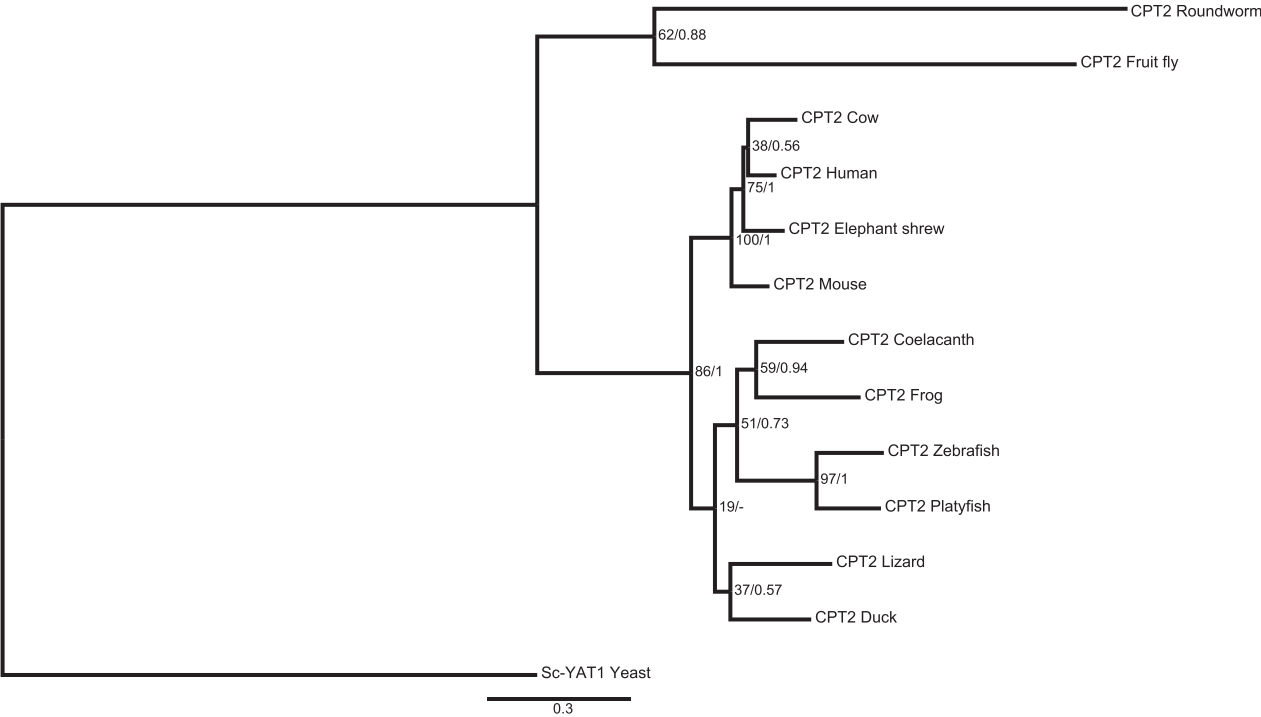 CPT2 Roundworm
62/0.88
CPT2 Fruit fly
CPT2 Cow
38/0.56
CPT2 Human
75/1
CPT2 Elephant shrew
100/1
CPT2 Mouse
CPT2 Coelacanth
59/0.94
86/1
CPT2 Frog
51/0.73
CPT2 Zebrafish
97/1
CPT2 Platyfish
19/-
CPT2 Lizard
37/0.57
CPT2 Duck
Sc-YAT1 Yeast
0.3